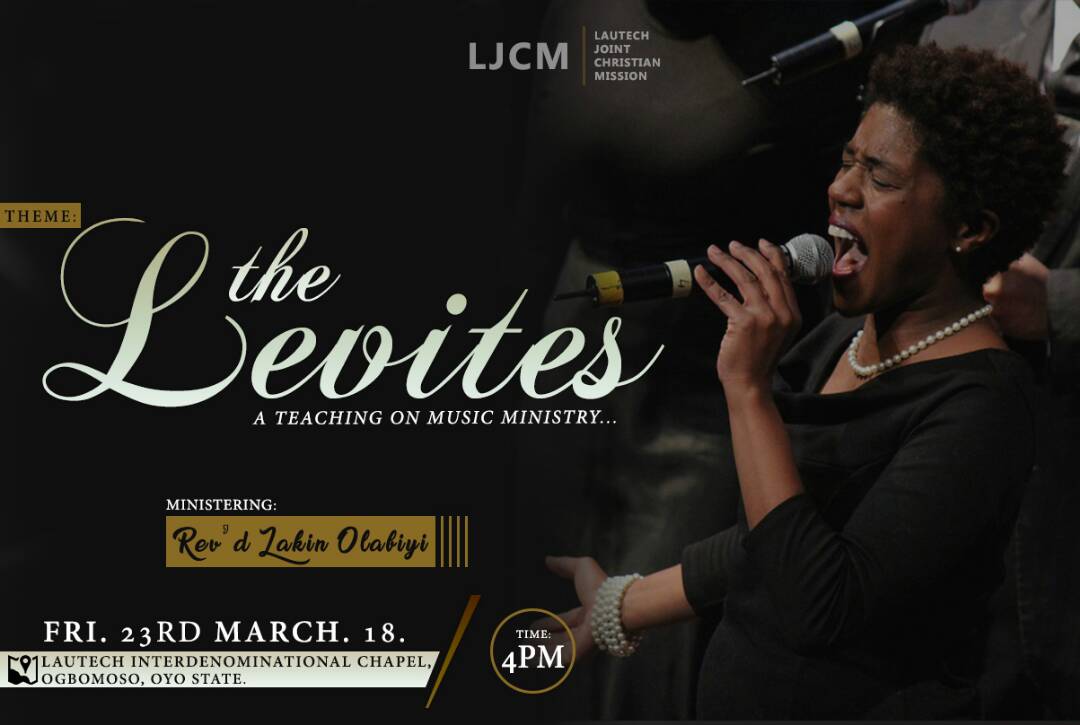 LJCM
LAUTECH
JOINT
CHRISTIAN
MISSION
THEME:
the
Levites
A TEACHING ON MUSIC MINISTRY...
MINISTERING:
Rev'd Lakin Olabiyi
FRI. 23RD MARCH. 18.
LAUTECH INTERDENOMINATIONAL CHAPEL,
OGBOMOSO, OYO STATE.
TIME:
4PM
4